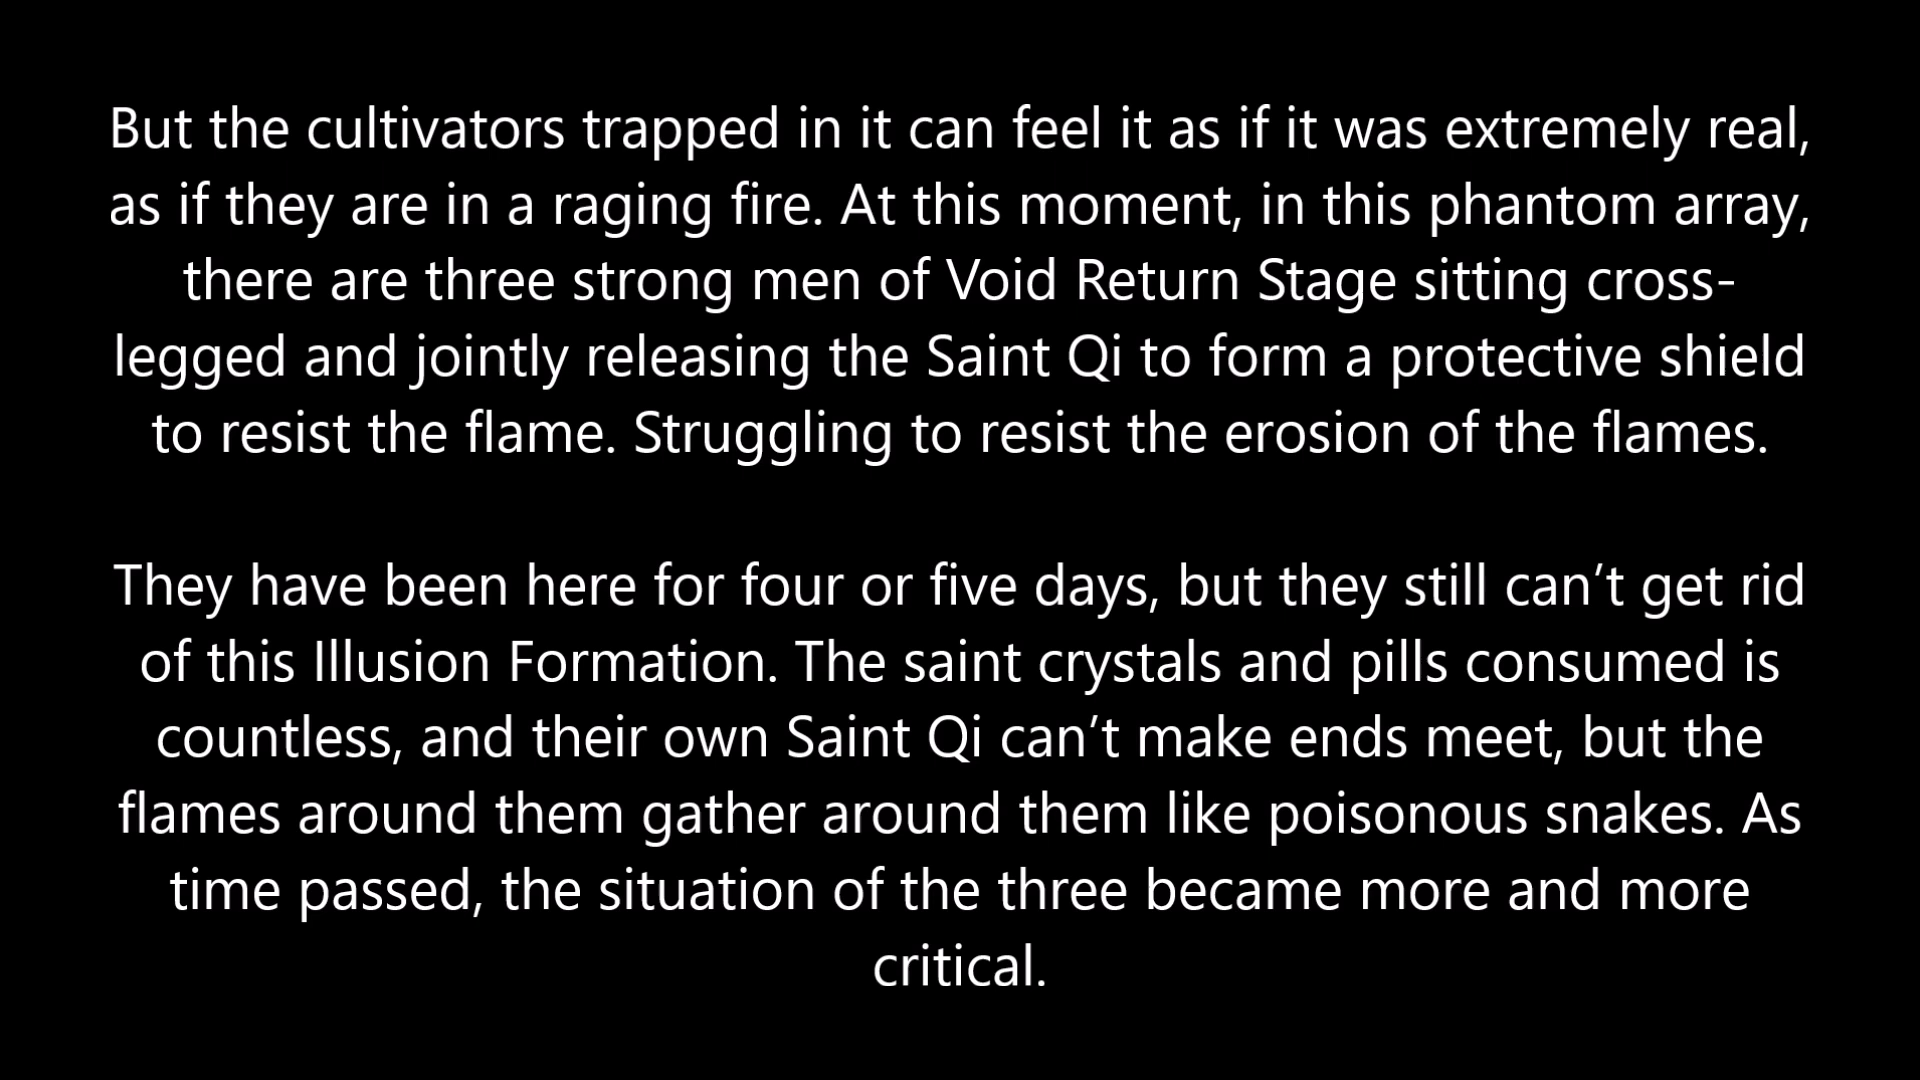 But the cultivators trapped in it can feel it as if it was extremely real,
as if they are in a raging fire. At this moment, in this phantom array,
there are three strong men of Void Return Stage sitting cross-
legged and jointly releasing the Saint Qi to form a protective shield
to resist the flame. Struggling to resist the erosion of the flames.
They have been here for four or five days, but they still can’t get rid
of this Illusion Formation. The saint crystals and pills consumed is
countless, and their own Saint Qi can’t make ends meet, but the
flames around them gather around them like poisonous snakes. As
time passed, the situation of the three became more and more
critical.